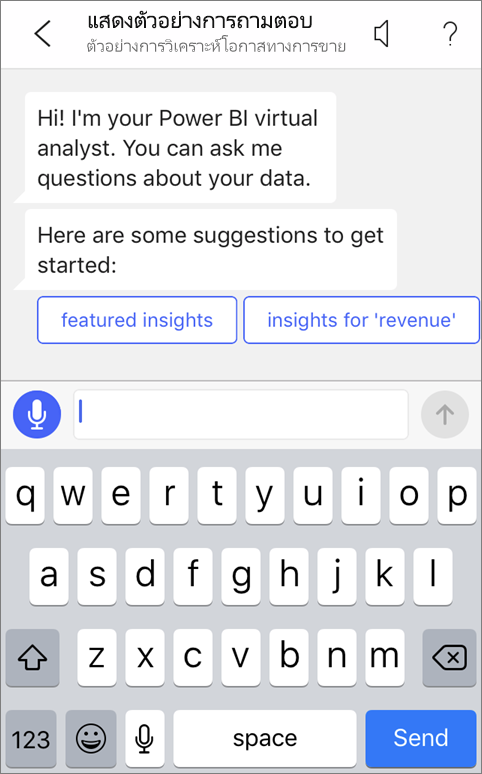 แสดงตัวอย่างการถามตอบ
ตัวอย่างการวิเคราะห์โอกาสทางการขาย
?
Hi! I'm your Power BI virtual
analyst. You can ask me
questions about your data.
Here are some suggestions to get
started:
featured insights insights for 'revenue'
q w e r t y u i o p
a s d f g h j k l
z x c v b n m
123 space Send